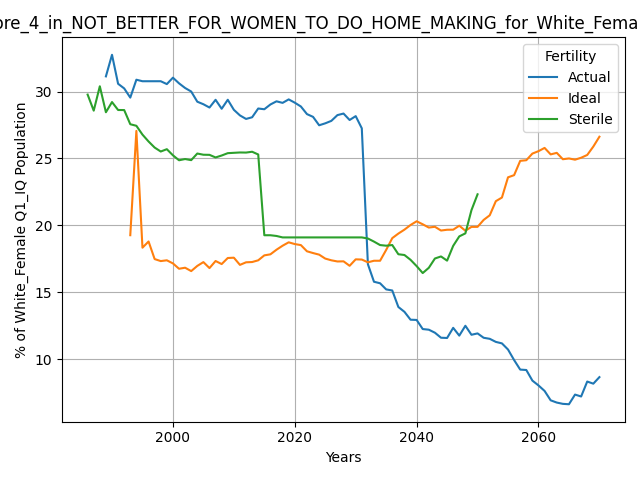 ore_4_in_NOT_BETTER_FOR_WOMEN_TO_DO_HOME_MAKING_for_White_Fema
Fertility
Actual
Ideal
Sterile
% of White_Female Q1_IQ Population
30
25
20
15
10
2000
2020
2040
2060
Years